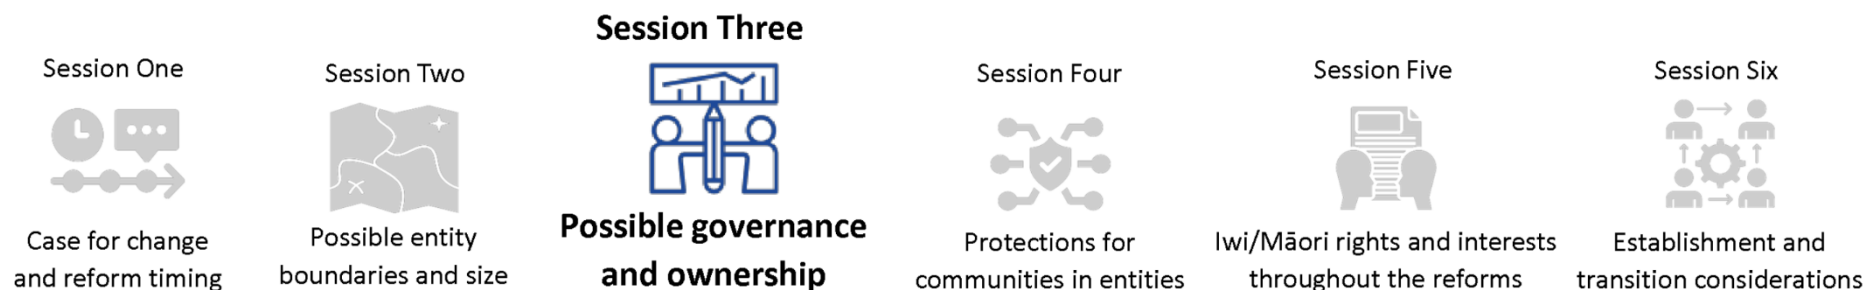 Session One
Case for change
and reform timing
Session Two
Possible entity
boundaries and size
Session Three
Possible governance
and ownership
Session Four
Protections for
communities in entities
Session Five
Iwi/Māori rights and interests
throughout the reforms
Session Six
Establishment and
transition considerations